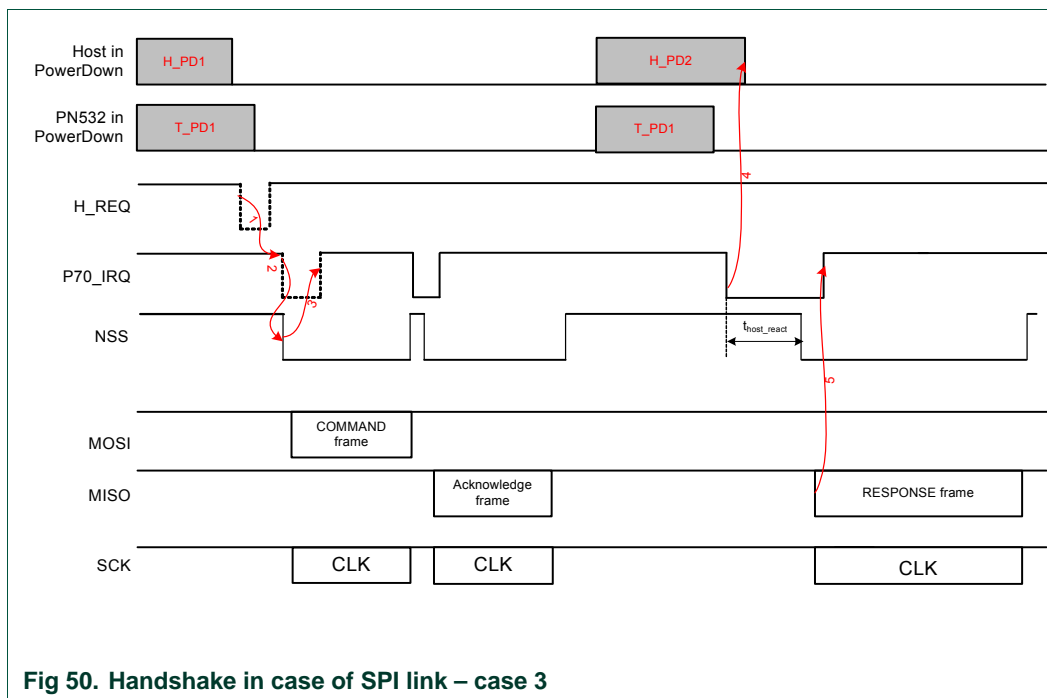 Host in
PowerDown
H_PD1
H_PD2
PN532 in
PowerDown
T_PD1
T_PD1
4
H_REQ
1
P70_IRQ
2
3
NSS
thost_react
5
MOSI
COMMAND
frame
MISO
Acknowledge
frame
RESPONSE frame
SCK
CLK
CLK
CLK
Fig 50. Handshake in case of SPI link – case 3